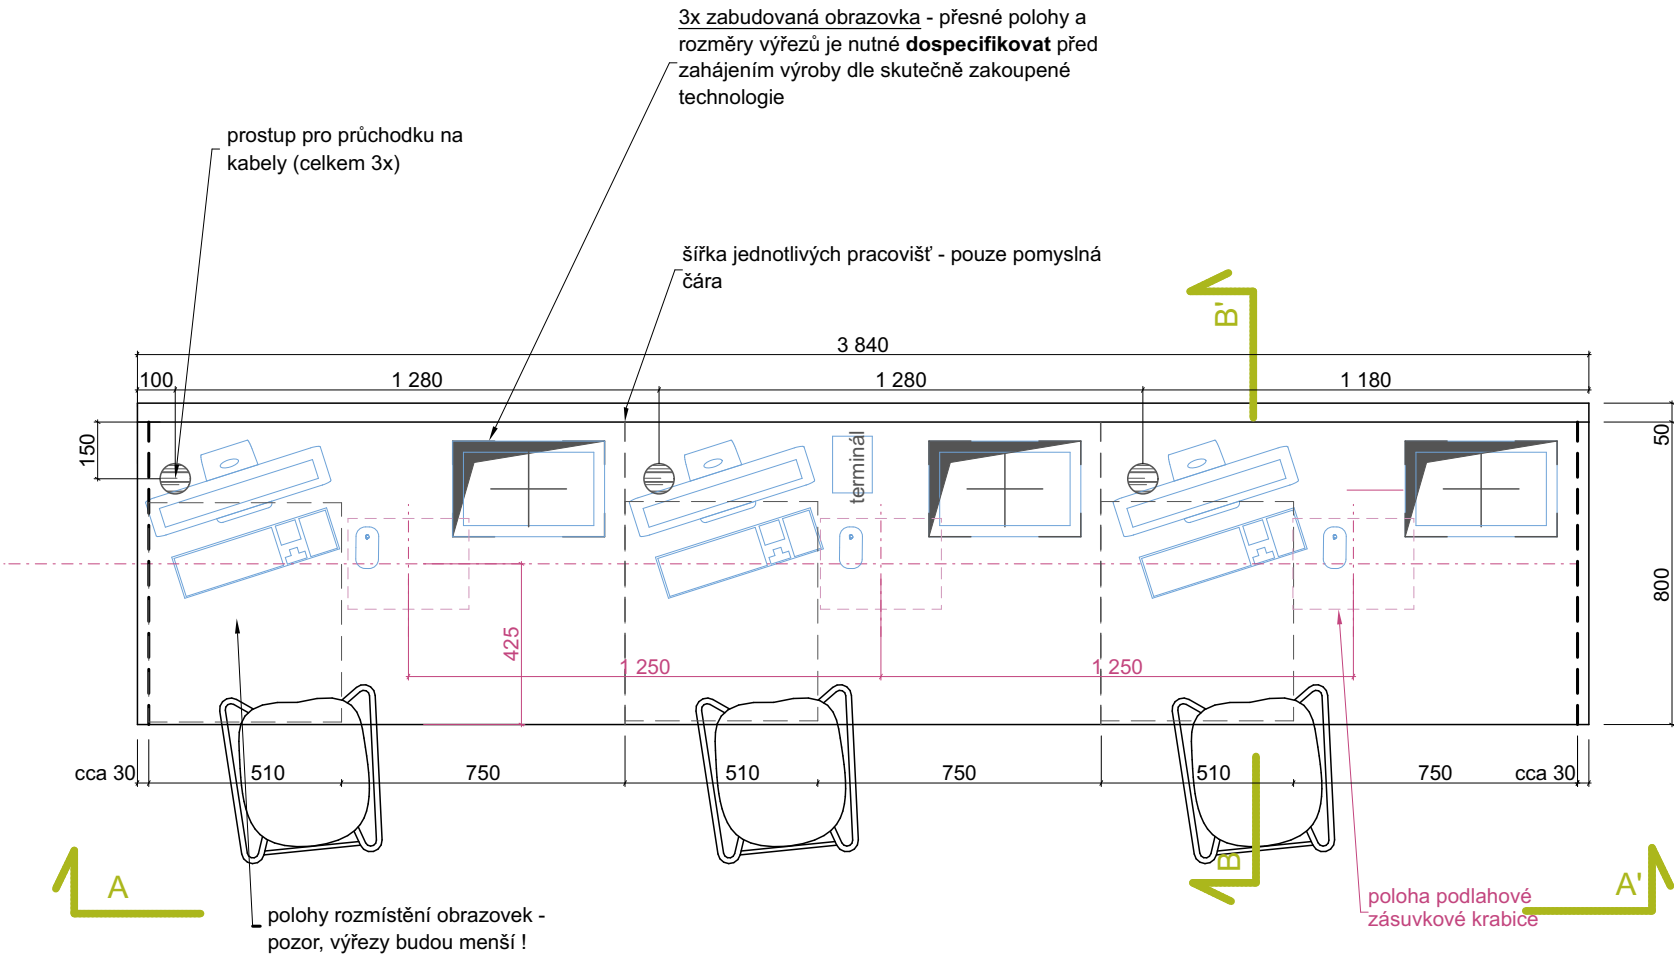 3x zabudovaná obrazovka - přesné polohy a
rozměry výřezů je nutné dospecifikovat před
zahájením výroby dle skutečně zakoupené
technologie
prostup pro průchodku na
kabely (celkem 3x)
šířka jednotlivých pracovišť - pouze pomyslná
čára
B'
3 840
100
1 280
1 280
1 180
150
50
terminál
800
425
1 250
1 250
cca 30
510
750
510
750
510
750
cca 30
A
B
A'
poloha podlahové
zásuvkové krabice
polohy rozmístění obrazovek -
pozor, výřezy budou menší !